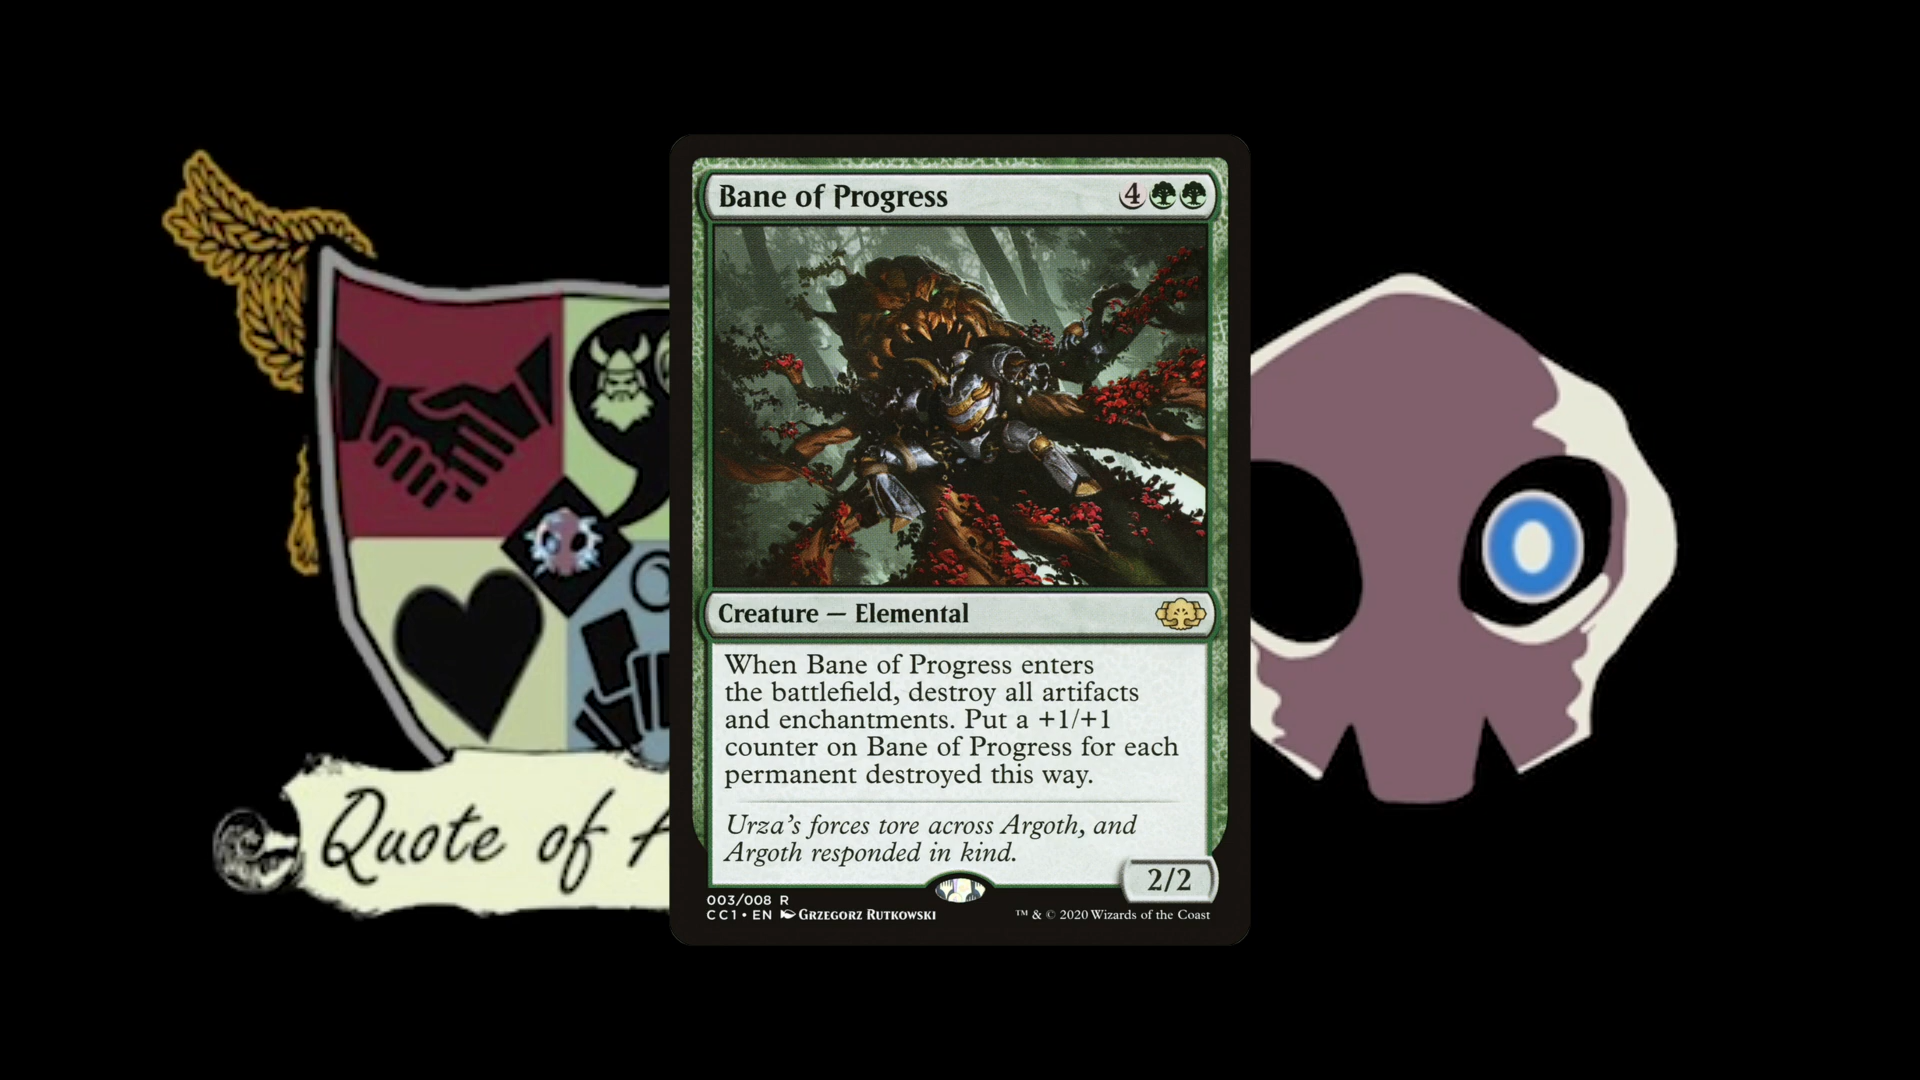 Bane of Progress
4
Creature — Elemental
When Bane of Progress enters
the battlefield, destroy all artifacts
and enchantments. Put a +1/+1
counter on Bane of Progress for each
permanent destroyed this way.
Urza's forces tore across Argoth, and
Argoth responded in kind.
2/2
003/008 R
CC1 • EN Grzegorz Rutkowski
™ & © 2020 Wizards of the Coast
Quote of